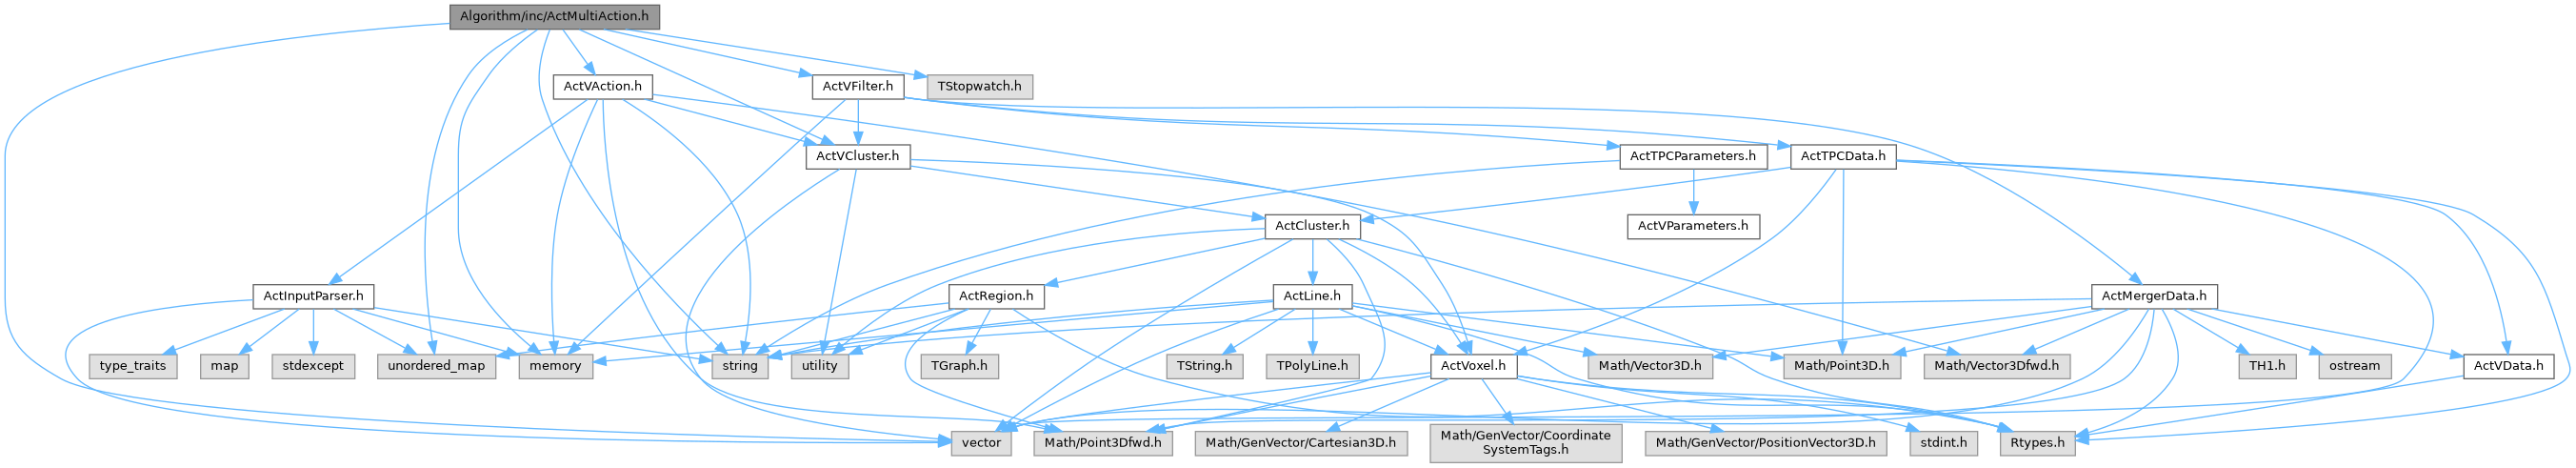 Algorithm/inc/ActMultiAction.h
ActVAction.h
ActVFilter.h
TStopwatch.h
ActVCluster.h
ActTPCParameters.h
ActTPCData.h
ActCluster.h
ActVParameters.h
ActInputParser.h
ActRegion.h
ActLine.h
ActMergerData.h
type_traits
map
stdexcept
unordered_map
memory
string
utility
TGraph.h
TString.h
TPolyLine.h
ActVoxel.h
Math/Vector3D.h
Math/Point3D.h
Math/Vector3Dfwd.h
TH1.h
ostream
ActVData.h
vector
Math/Point3Dfwd.h
Math/GenVector/Cartesian3D.h
Math/GenVector/Coordinate
SystemTags.h
Math/GenVector/PositionVector3D.h
stdint.h
Rtypes.h